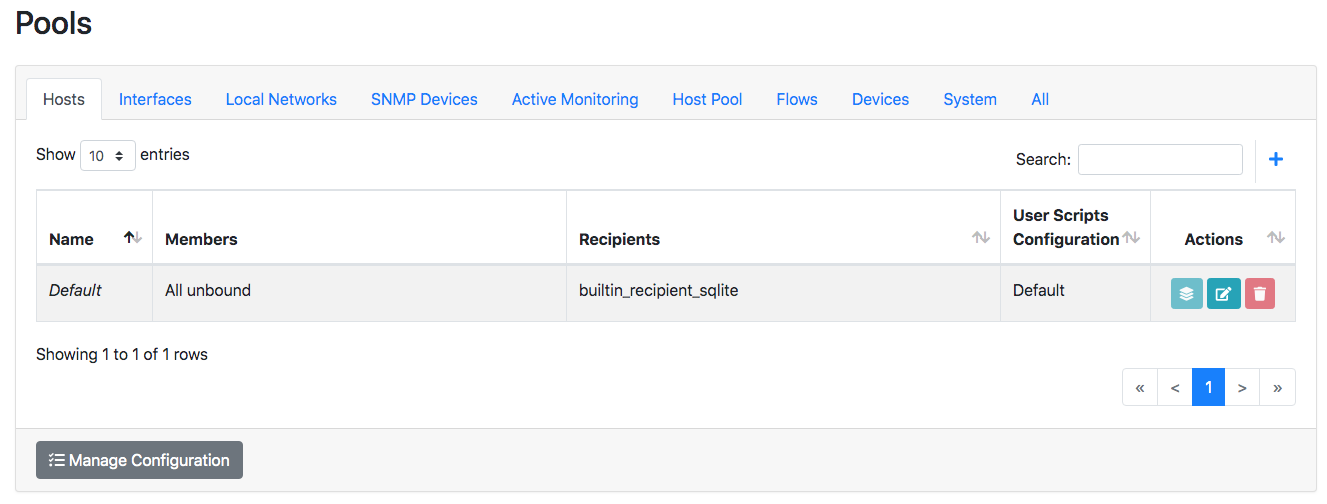 Pools
Hosts Interfaces Local Networks SNMP Devices Active Monitoring Host Pool Flows Devices System All
Show 10 entries Search: +
Name Members Recipients User Scripts Configuration Actions
Default All unbound builtin_recipient_sqlite Default
Showing 1 to 1 of 1 rows
« < 1 > »
Manage Configuration